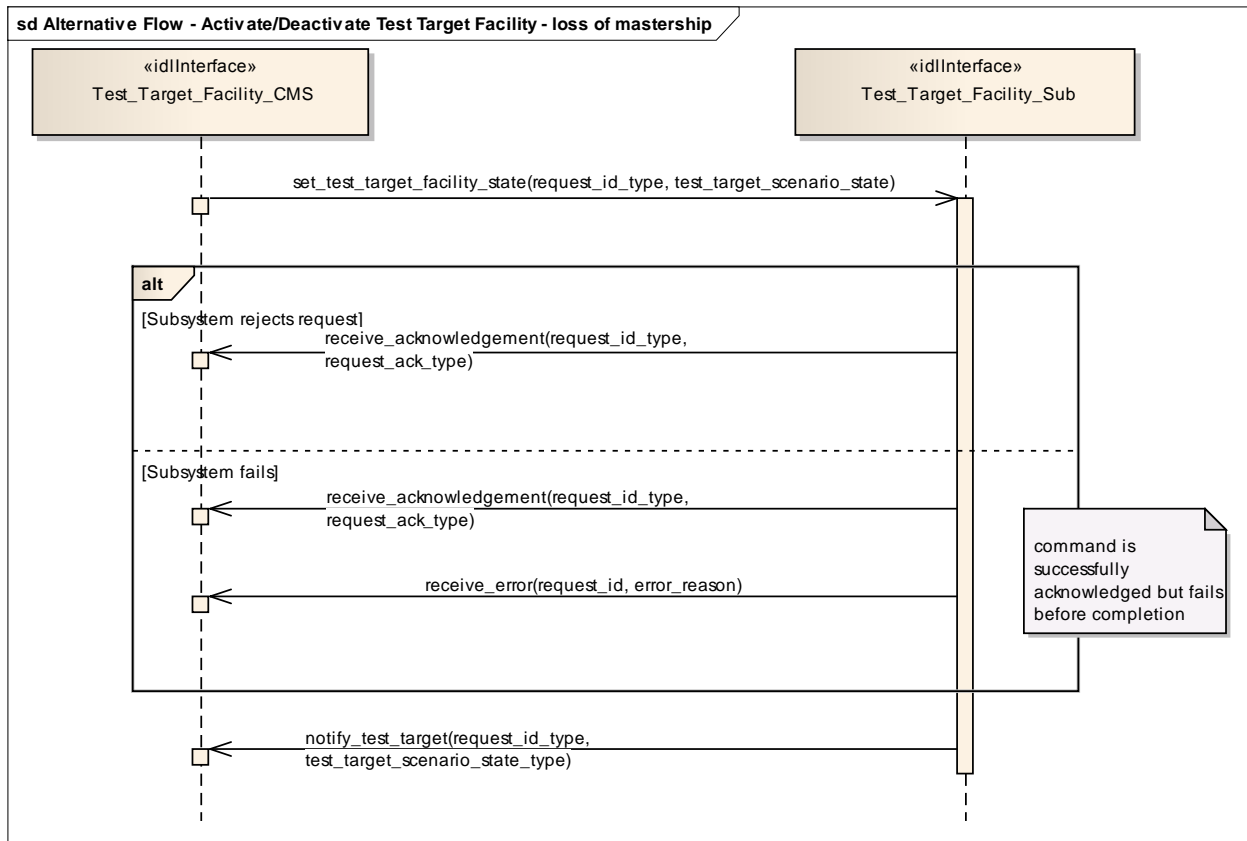 sd Alternative Flow - Activate/Deactivate Test Target Facility - loss of mastership
«idlInterface»
Test_Target_Facility_CMS
«idlInterface»
Test_Target_Facility_Sub
set_test_target_facility_state(request_id_type, test_target_scenario_state)
alt
[Subsystem rejects request]
receive_acknowledgement(request_id_type,
request_ack_type)
[Subsystem fails]
receive_acknowledgement(request_id_type,
request_ack_type)
command is
successfully
acknowledged but fails
before completion
receive_error(request_id, error_reason)
notify_test_target(request_id_type,
test_target_scenario_state_type)